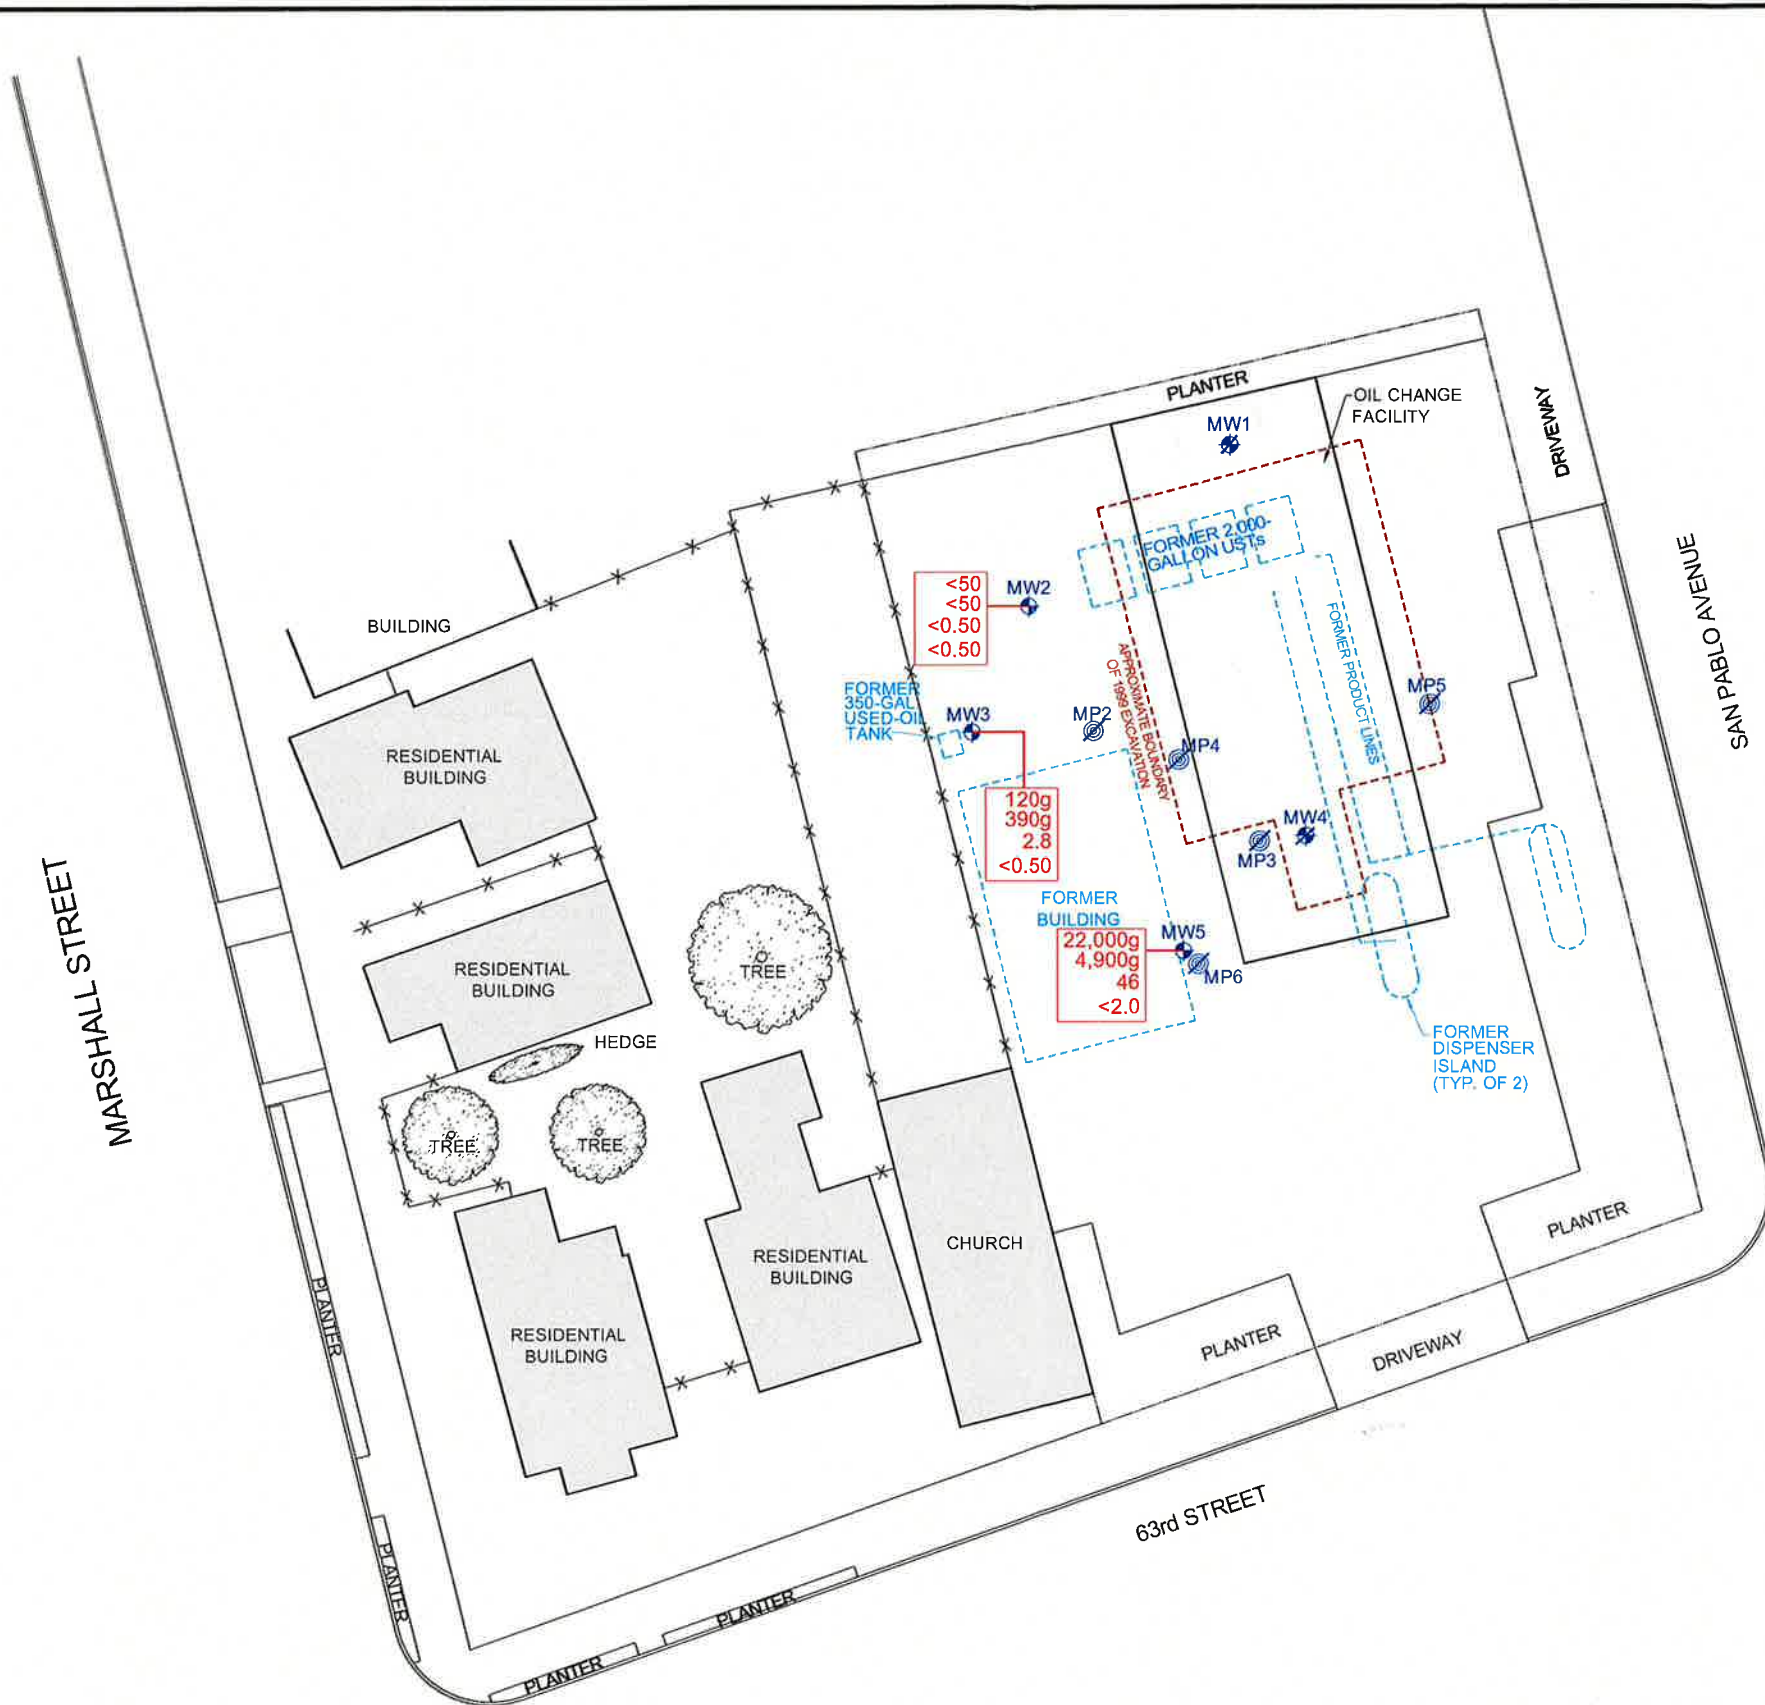 PLANTER
OIL CHANGE
FACILITY
DRIVEWAY
MW1
FORMER 2,000-
GALLON USTs
SAN PABLO AVENUE
<50
<50
<0.50
<0.50
MW2
BUILDING
FORMER PRODUCT LINES
APPROXIMATE BOUNDARY
OF 1999 EXCAVATION
FORMER
350-GAL
USED-OIL
TANK
MW3
MP2
MP4
MP5
RESIDENTIAL
BUILDING
120g
390g
2.8
<0.50
MW4
MP3
MARSHALL STREET
FORMER
BUILDING
22,000g
4,900g
46
<2.0
MW5
MP6
TREE
RESIDENTIAL
BUILDING
HEDGE
FORMER
DISPENSER
ISLAND
(TYP. OF 2)
TREE
TREE
PLANTER
CHURCH
RESIDENTIAL
BUILDING
PLANTER
RESIDENTIAL
BUILDING
PLANTER
DRIVEWAY
63rd STREET
PLANTER
PLANTER
PLANTER